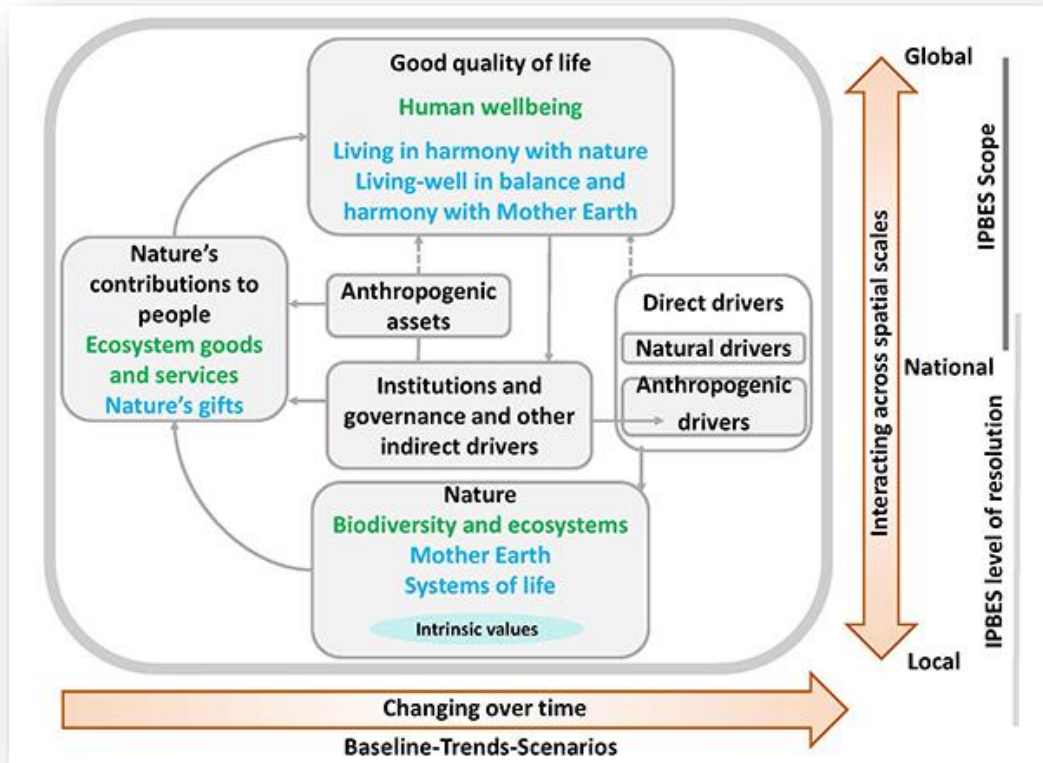 Good quality of life
Human wellbeing
Living in harmony with nature
Living-well in balance and
harmony with Mother Earth
Nature's
contributions to
people
Ecosystem goods
and services
Nature's gifts
Anthropogenic
assets
Institutions and
governance and other
indirect drivers
Direct drivers
Natural drivers
Anthropogenic
drivers
Nature
Biodiversity and ecosystems
Mother Earth
Systems of life
Intrinsic values
Global
National
Local
Interacting across spatial scales
IPBES Scope
IPBES level of resolution
Changing over time
Baseline-Trends-Scenarios